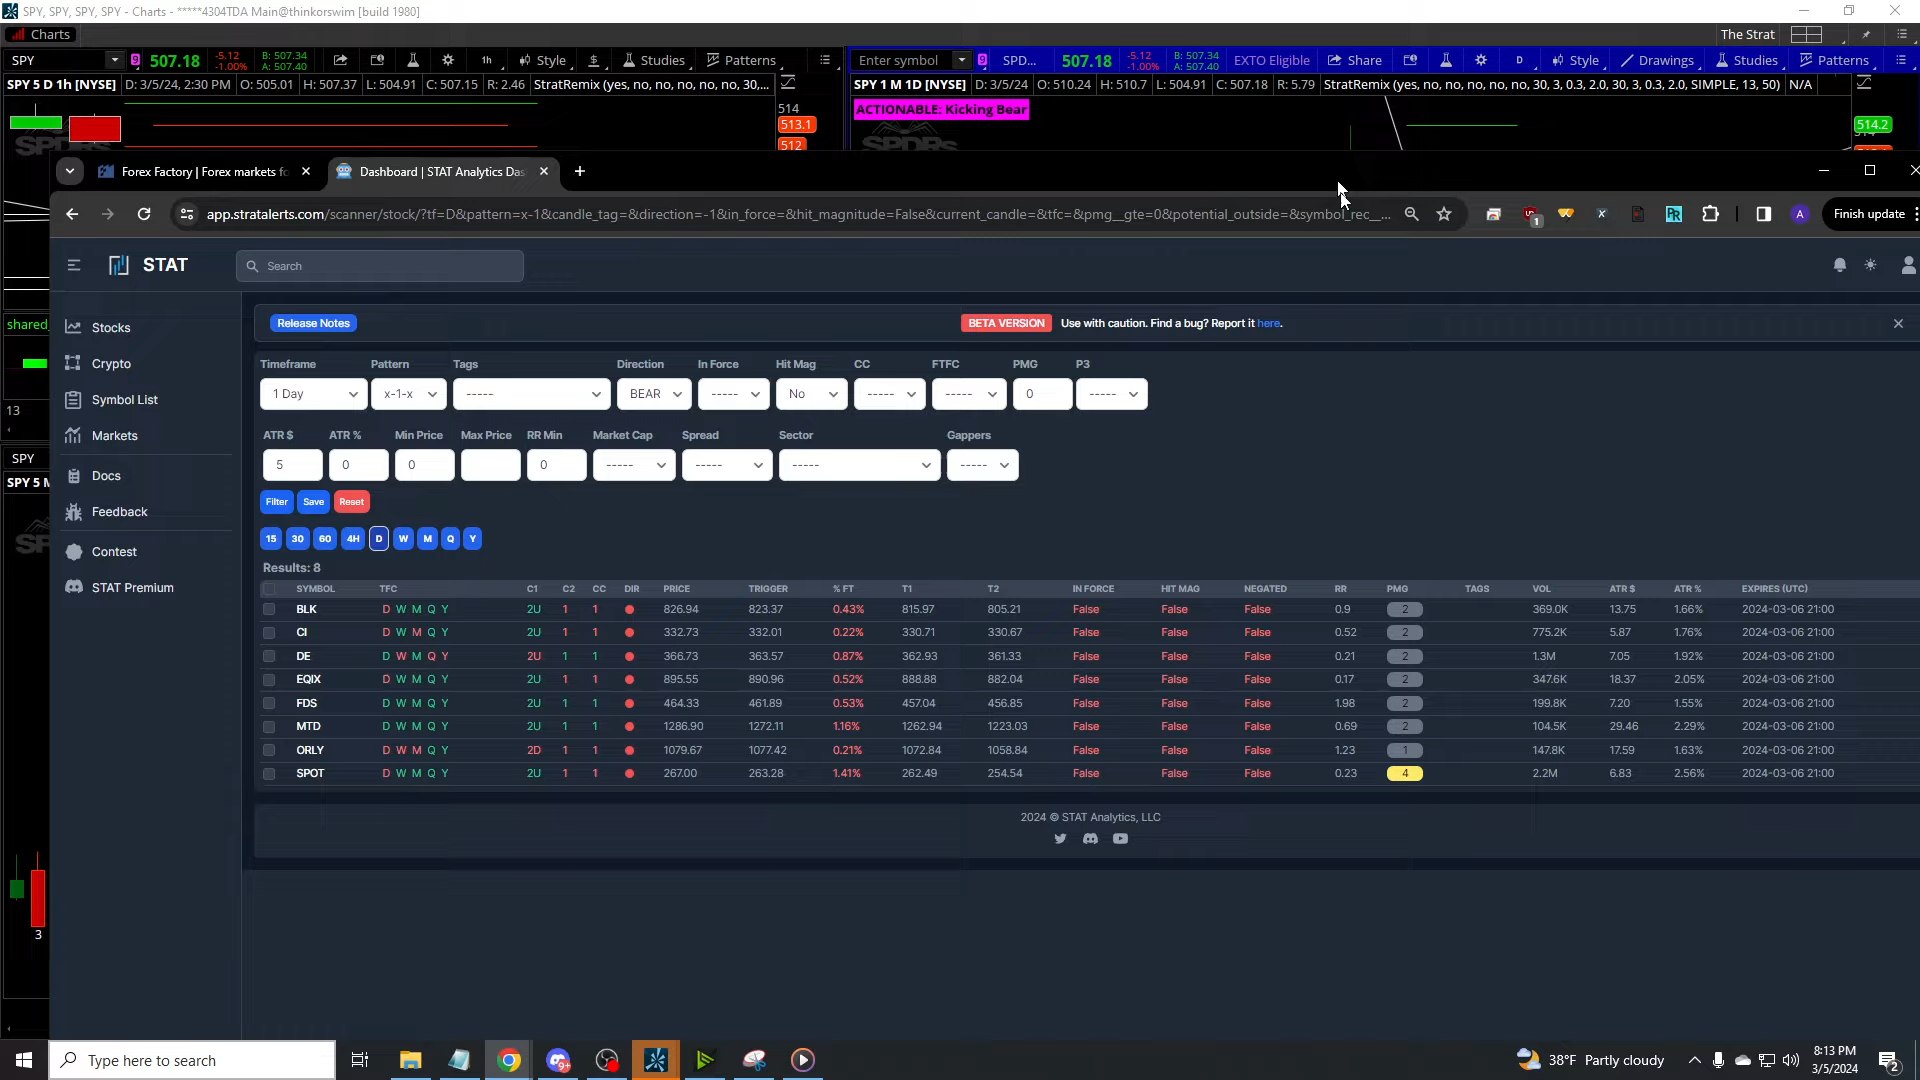 SPY, SPY, SPY, SPY - Charts - *****4304TDA Main@thinkorswim [build 1980]
Charts
The Strat
SPY 507.18 -5.12 -1.00% B: 507.34 A: 507.40 1h Style Studies Patterns
Enter symbol SPD... 507.18 -5.12 -1.00% B: 507.34 A: 507.40 EXTO Eligible Share D Style Drawings Studies Patterns
SPY 5 D 1h [NYSE] D: 3/5/24, 2:30 PM O: 505.01 H: 507.37 L: 504.91 C: 507.15 R: 2.46 StratRemix (yes, no, no, no, no, no, 30,...
SPY 1 M 1D [NYSE] D: 3/5/24 O: 510.24 H: 510.7 L: 504.91 C: 507.18 R: 5.79 StratRemix (yes, no, no, no, no, no, 30, 3, 0.3, 2.0, 30, 3, 0.3, 2.0, SIMPLE, 13, 50) N/A
514
ACTIONABLE: Kicking Bear
513.1
514.2
512
Forex Factory | Forex markets fo
Dashboard | STAT Analytics Das
app.stratalerts.com/scanner/stock/?tf=D&pattern=x-1&candle_tag=&direction=-1&in_force=&hit_magnitude=False&current_candle=&tfc=&pmg__gte=0&potential_outside=&symbol_rec__...
1
A
Finish update
STAT
Search
Stocks
Crypto
Symbol List
Markets
Docs
Feedback
Contest
STAT Premium
shared_
13
SPY
SPY 5 M
3
Release Notes
BETA VERSION Use with caution. Find a bug? Report it here.
Timeframe Pattern Tags Direction In Force Hit Mag CC FTFC PMG P3
1 Day x-1-x ----- BEAR ----- No ----- ----- 0 -----
ATR $ ATR % Min Price Max Price RR Min Market Cap Spread Sector Gappers
5 0 0 0 ----- ----- ----- -----
Filter Save Reset
15 30 60 4H D W M Q Y
Results: 8
SYMBOL TFC C1 C2 CC DIR PRICE TRIGGER % FT T1 T2 IN FORCE HIT MAG NEGATED RR PMG TAGS VOL ATR $ ATR % EXPIRES (UTC)
BLK D W M Q Y 2U 1 1 826.94 823.37 0.43% 815.97 805.21 False False False 0.9 2 369.0K 13.75 1.66% 2024-03-06 21:00
CI D W M Q Y 2U 1 1 332.73 332.01 0.22% 330.71 330.67 False False False 0.52 2 775.2K 5.87 1.76% 2024-03-06 21:00
DE D W M Q Y 2U 1 1 366.73 363.57 0.87% 362.93 361.33 False False False 0.21 2 1.3M 7.05 1.92% 2024-03-06 21:00
EQIX D W M Q Y 2U 1 1 895.55 890.96 0.52% 888.88 882.04 False False False 0.17 2 347.6K 18.37 2.05% 2024-03-06 21:00
FDS D W M Q Y 2U 1 1 464.33 461.89 0.53% 457.04 456.85 False False False 1.98 2 199.8K 7.20 1.55% 2024-03-06 21:00
MTD D W M Q Y 2U 1 1 1286.90 1272.11 1.16% 1262.94 1223.03 False False False 0.69 2 104.5K 29.46 2.29% 2024-03-06 21:00
ORLY D W M Q Y 2D 1 1 1079.67 1077.42 0.21% 1072.84 1058.84 False False False 1.23 1 147.8K 17.59 1.63% 2024-03-06 21:00
SPOT D W M Q Y 2U 1 1 267.00 263.28 1.41% 262.49 254.54 False False False 0.23 4 2.2M 6.83 2.56% 2024-03-06 21:00
2024 © STAT Analytics, LLC
Type here to search
38°F Partly cloudy
8:13 PM
3/5/2024
2